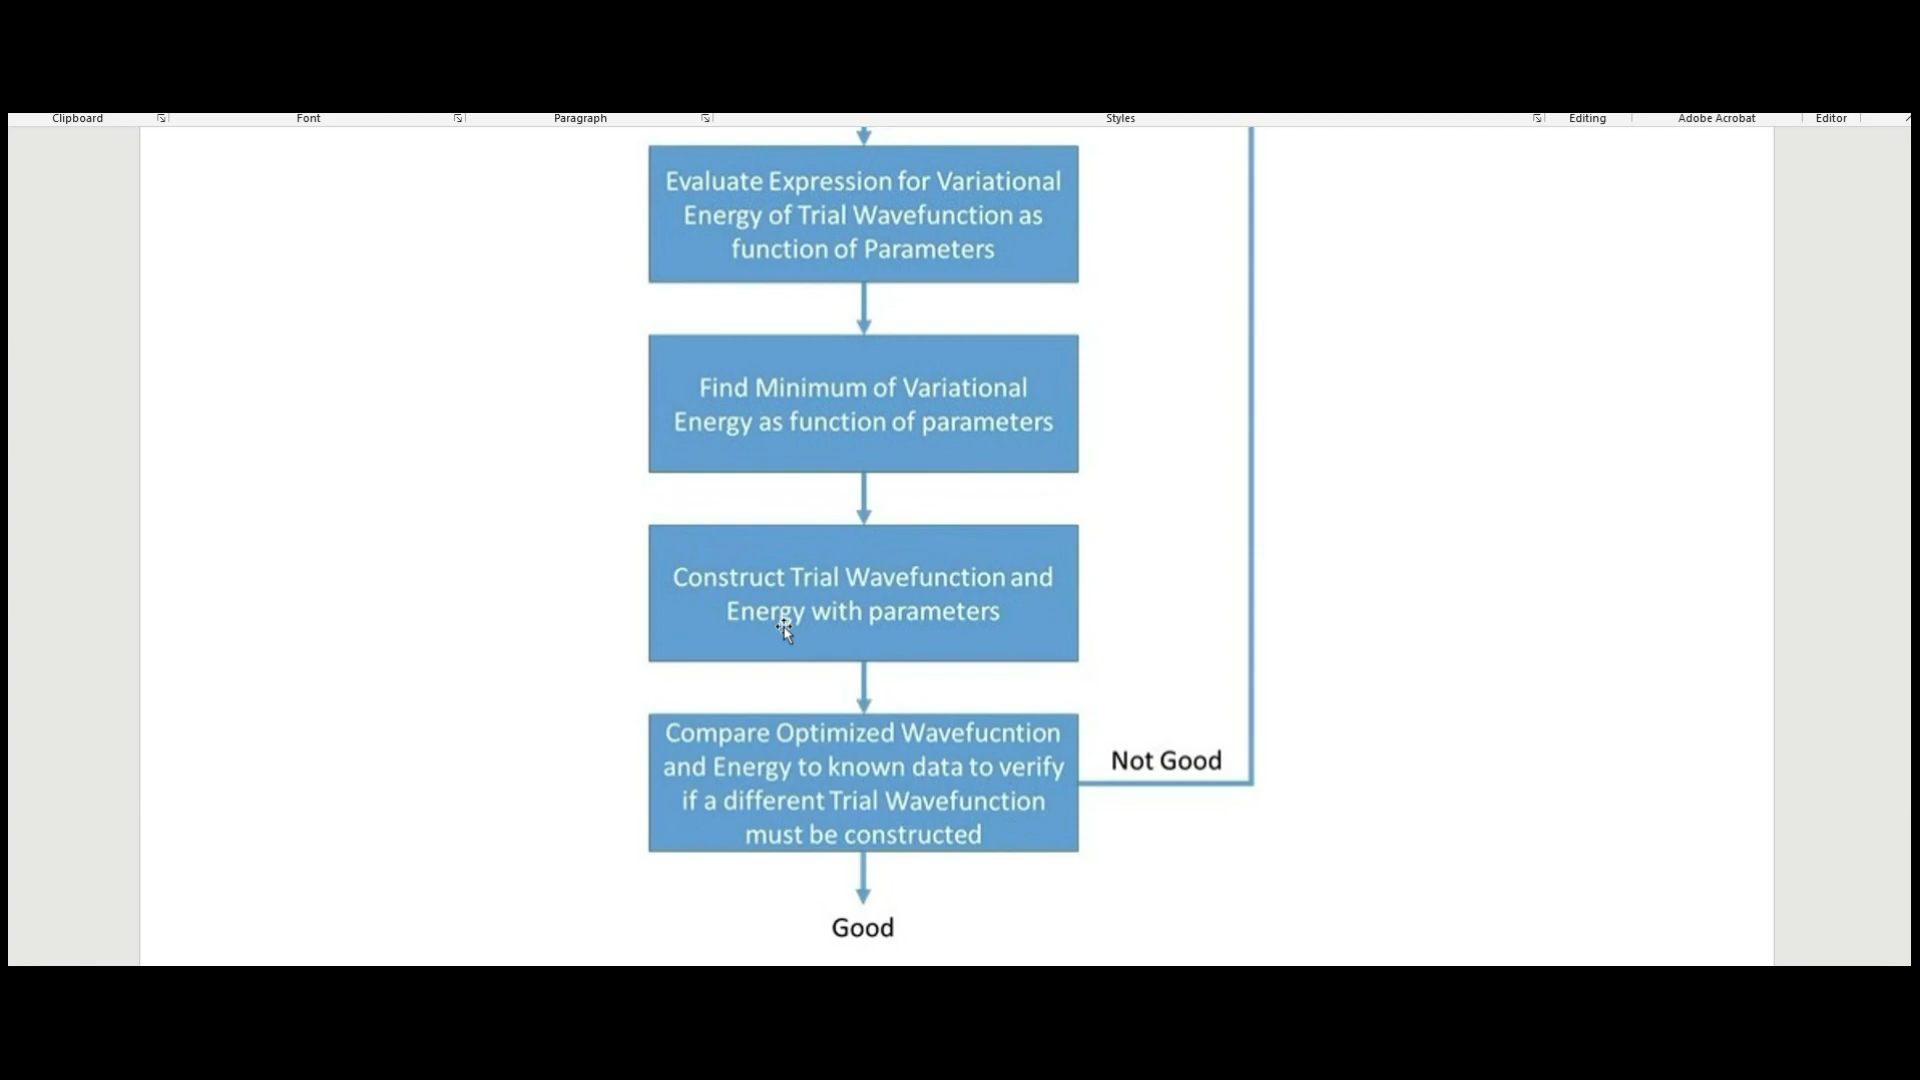 Clipboard Font Paragraph Styles Editing Adobe Acrobat Editor
Evaluate Expression for Variational
Energy of Trial Wavefunction as
function of Parameters
Find Minimum of Variational
Energy as function of parameters
Construct Trial Wavefunction and
Energy with parameters
Compare Optimized Wavefucntion
and Energy to known data to verify
if a different Trial Wavefunction
must be constructed
Not Good
Good